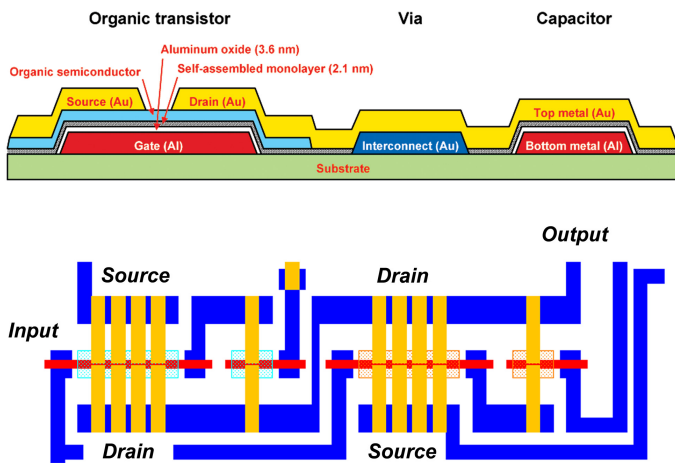 Organic transistor
Via
Capacitor
Aluminum oxide (3.6 nm)
Organic semiconductor
Self-assembled monolayer (2.1 nm)
Source (Au)
Drain (Au)
Top metal (Au)
Gate (Al)
Interconnect (Au)
Bottom metal (Al)
Substrate
Output
Source
Drain
Input
Drain
Source